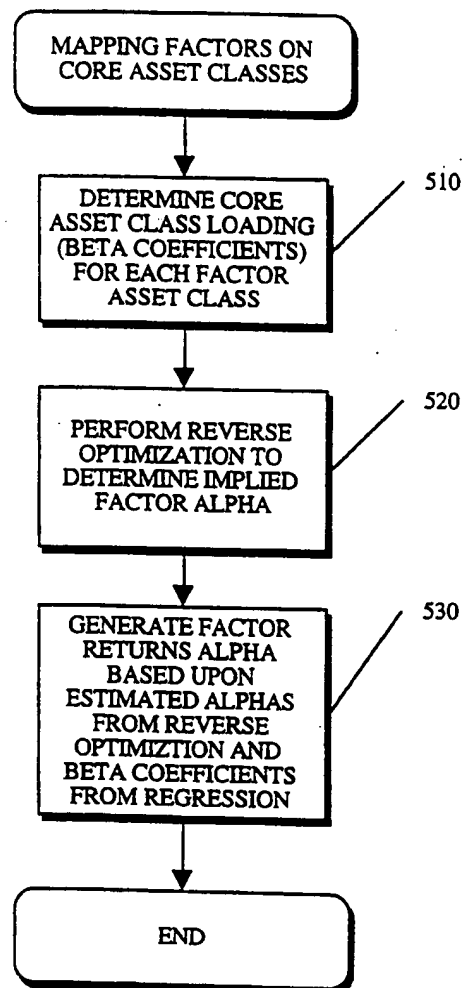 MAPPING FACTORS ON
CORE ASSET CLASSES
510
DETERMINE CORE
ASSET CLASS LOADING
(BETA COEFFICIENTS)
FOR EACH FACTOR
ASSET CLASS
520
PERFORM REVERSE
OPTIMIZATION TO
DETERMINE IMPLIED
FACTOR ALPHA
530
GENERATE FACTOR
RETURNS ALPHA
BASED UPON
ESTIMATED ALPHAS
FROM REVERSE
OPTIMIZTION AND
BETA COEFFICIENTS
FROM REGRESSION
END